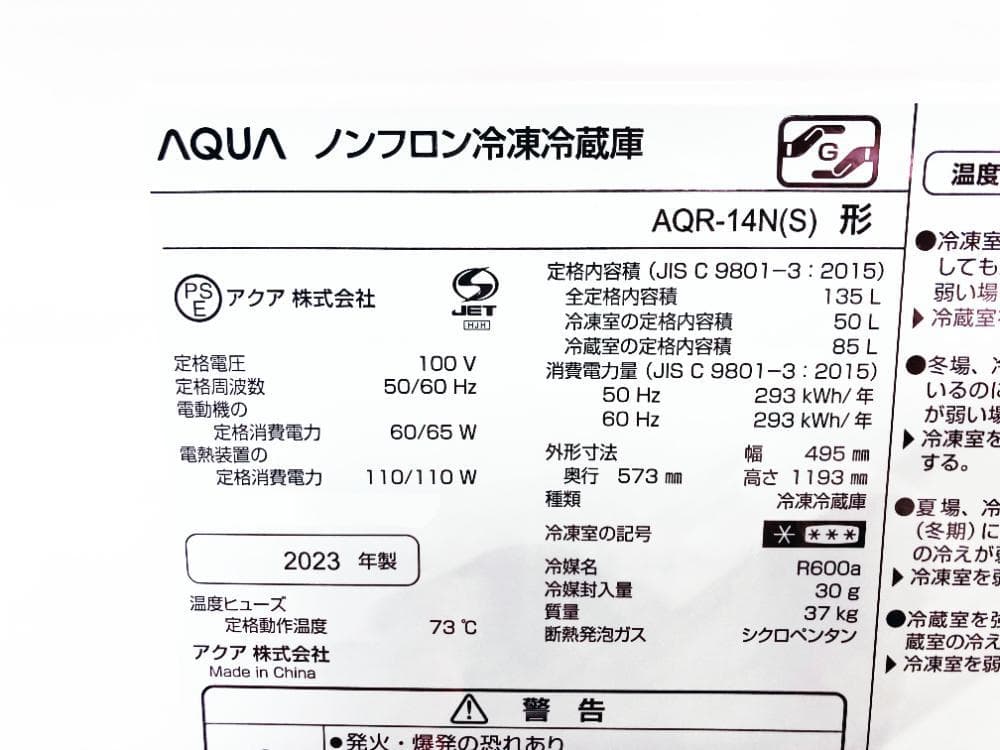 AQUA ノンフロン冷凍冷蔵庫
G
AQR-14N(S) 形
PSE アクア 株式会社
S JET
HJH
定格電圧 100 V
定格周波数 50/60 Hz
電動機の
定格消費電力 60/65 W
電熱装置の
定格消費電力 110/110 W
2023 年製
温度ヒューズ
定格動作温度 73 ℃
アクア 株式会社
Made in China
定格内容積 (JIS C 9801-3：2015)
全定格内容積 135 L
冷凍室の定格内容積 50 L
冷蔵室の定格内容積 85 L
消費電力量 (JIS C 9801-3：2015)
50 Hz 293 kWh/年
60 Hz 293 kWh/年
外形寸法 幅 495 ㎜
奥行 573 ㎜ 高さ 1193 ㎜
種類 冷凍冷蔵庫
冷凍室の記号 * ***
冷媒名 R600a
冷媒封入量 30 g
質量 37 kg
断熱発泡ガス シクロペンタン
⚠ 警告
●発火・爆発の恐れあり
温度
●冷凍室
しても
弱い場
▶冷蔵室を
●冬場、冷
いるのに
が弱い場
▶冷凍室を
する。
●夏場、冷
(冬期)に
の冷えが弱
▶冷凍室を弱
●冷蔵室を強
蔵室の冷え
▶冷凍室を弱